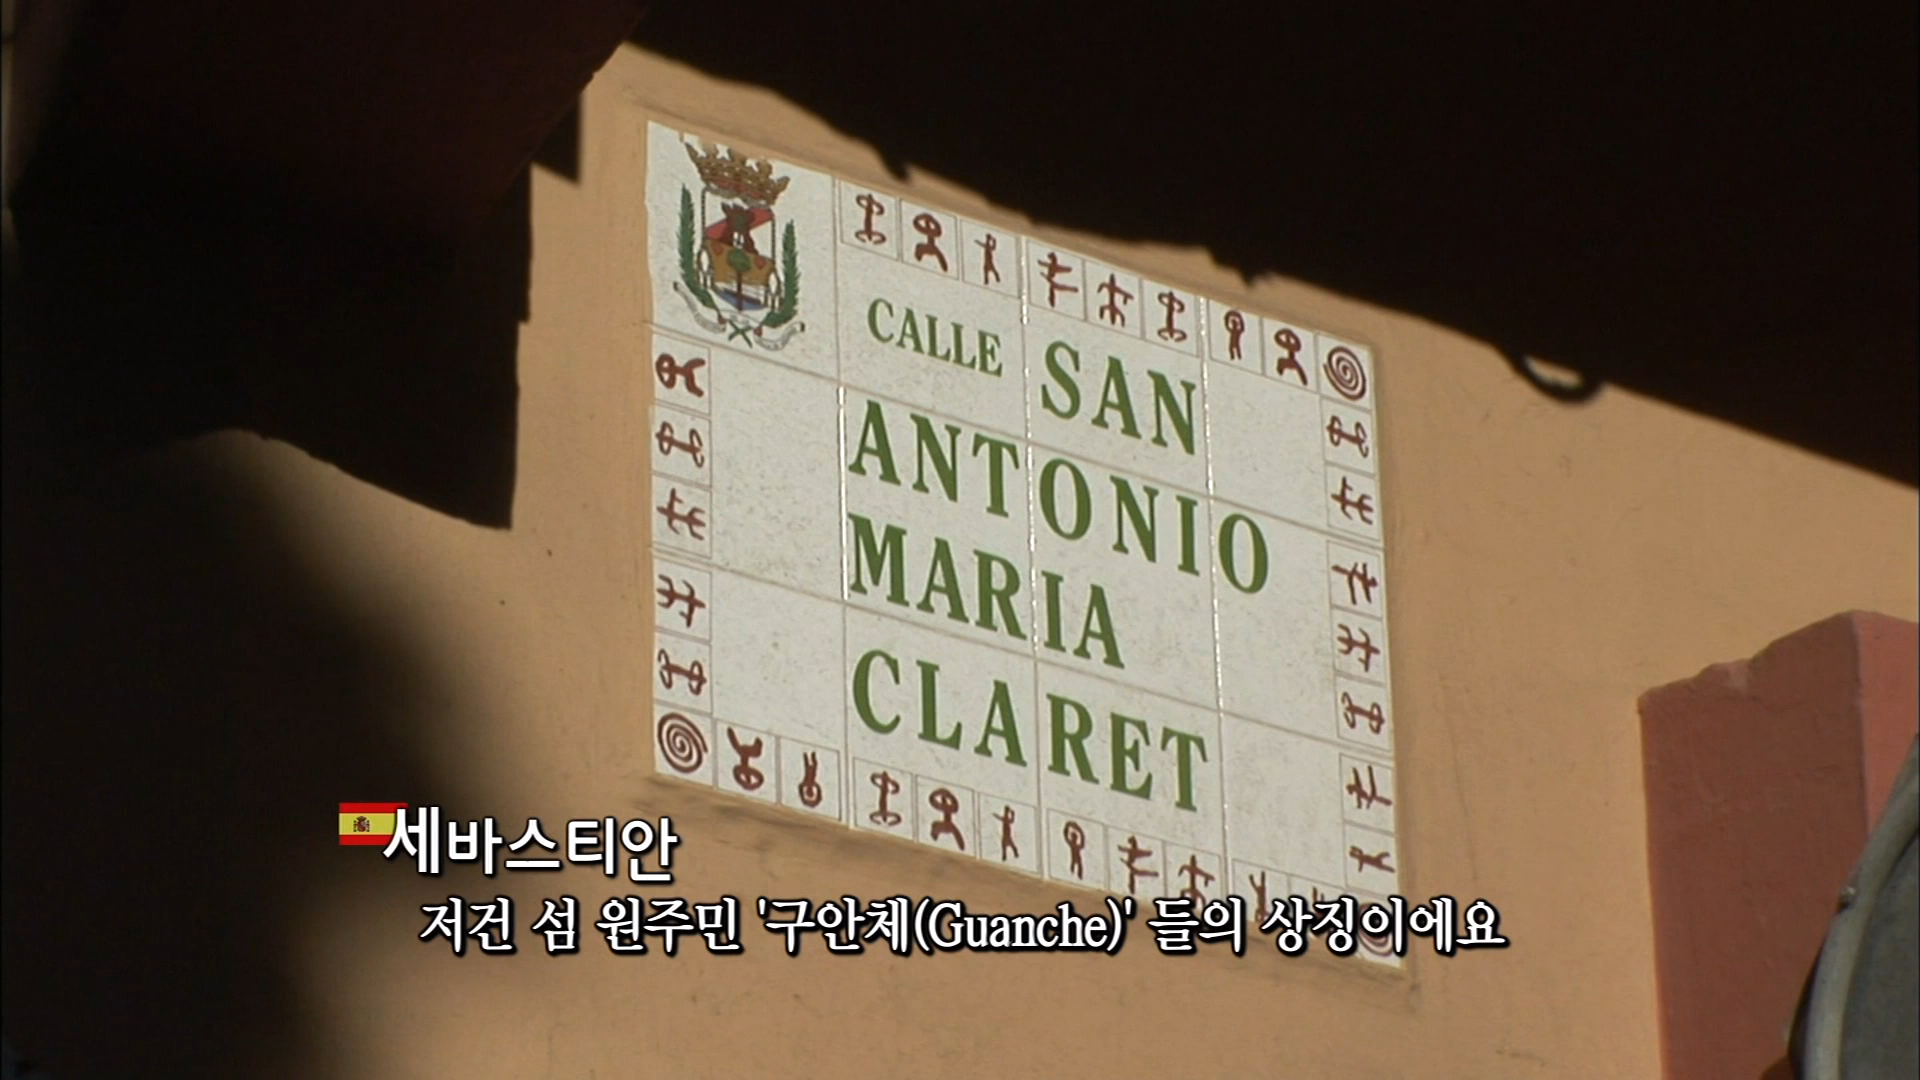 CALLE SAN
ANTONIO
MARIA
CLARET
세바스티안
저건 섬 원주민 '구안체(Guanche)' 들의 상징이에요